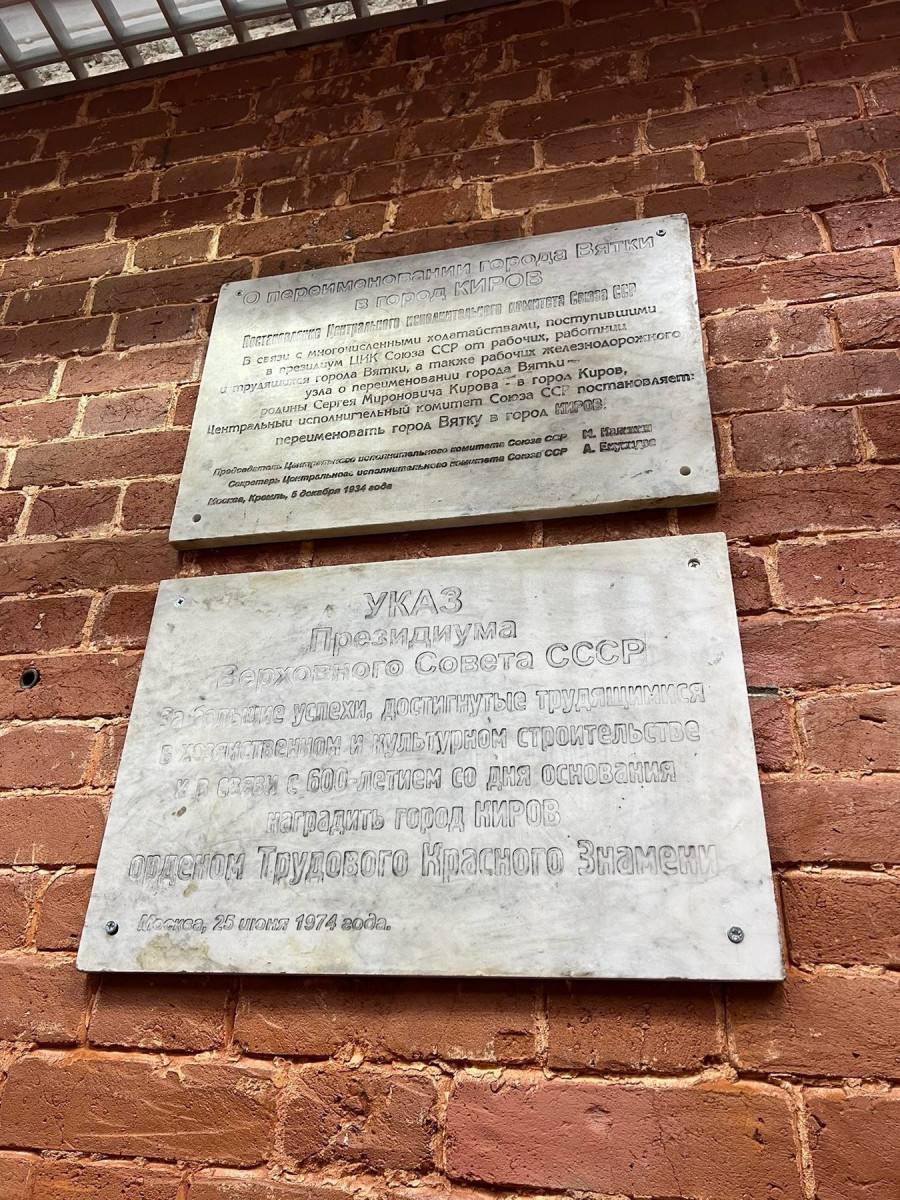 О переименовании города Вятки
в город КИРОВ
Постановление Центрального исполнительного комитета Союза ССР
В связи с многочисленными ходатайствами, поступившими
в президиум ЦИК Союза ССР от рабочих, работниц
и трудящихся города Вятки, а также рабочих железнодорожного
узла о переименовании города Вятки –
родины Сергея Мироновича Кирова – в город Киров,
Центральный исполнительный комитет Союза ССР постановляет:
переименовать город Вятку в город КИРОВ.
Председатель Центрального исполнительного комитета Союза ССР М. Калинин
Секретарь Центрального исполнительного комитета Союза ССР А. Енукидзе
Москва, Кремль, 5 декабря 1934 года
УКАЗ
Президиума
Верховного Совета СССР
За большие успехи, достигнутые трудящимися
в хозяйственном и культурном строительстве
и в связи с 600-летием со дня основания
наградить город КИРОВ
орденом Трудового Красного Знамени
Москва, 25 июня 1974 года.